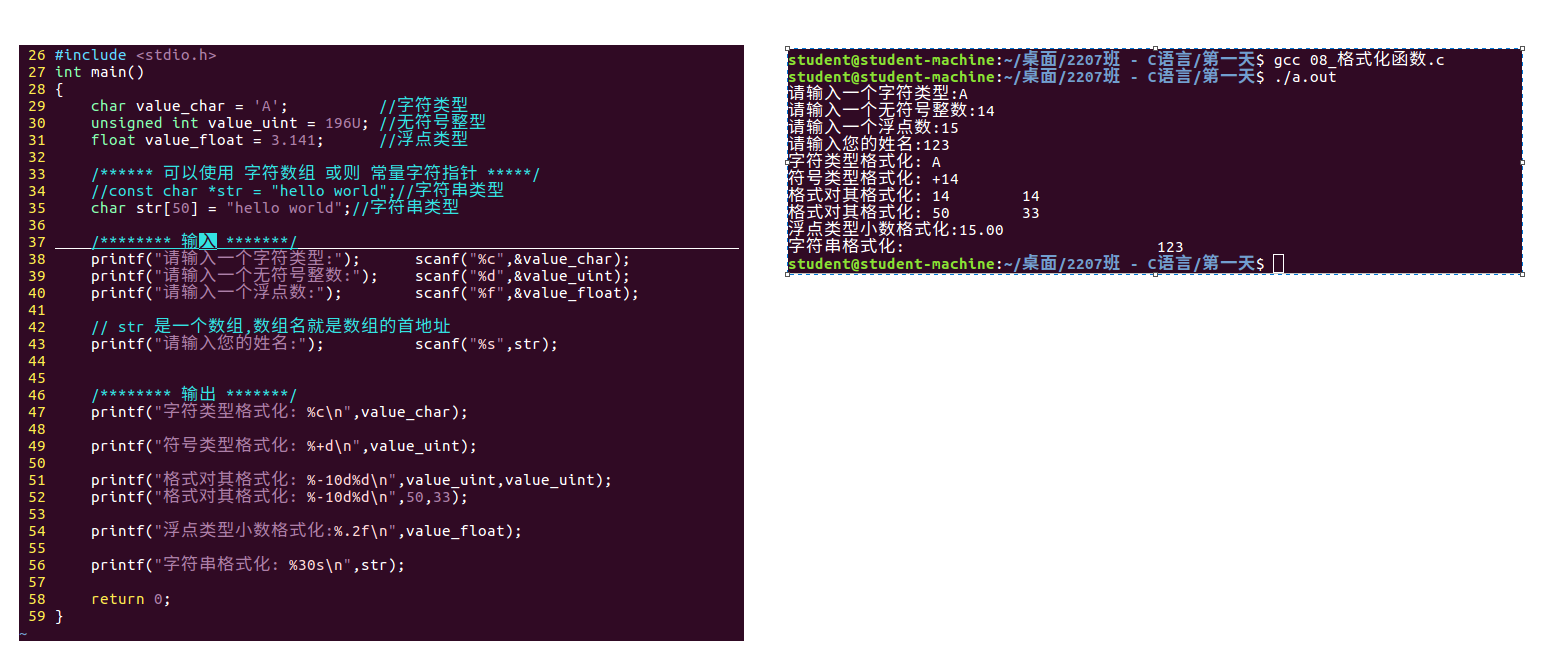 26 #include <stdio.h>
27 int main()
28 {
29     char value_char = 'A';          //字符类型
30     unsigned int value_uint = 196U; //无符号整型
31     float value_float = 3.141;      //浮点类型
32
33     /****** 可以使用 字符数组 或则 常量字符指针 *****/
34     //const char *str = "hello world";//字符串类型
35     char str[50] = "hello world";//字符串类型
36
37     /******** 输入 *******/
38     printf("请输入一个字符类型:");      scanf("%c",&value_char);
39     printf("请输入一个无符号整数:");    scanf("%d",&value_uint);
40     printf("请输入一个浮点数:");        scanf("%f",&value_float);
41
42     // str 是一个数组,数组名就是数组的首地址
43     printf("请输入您的姓名:");          scanf("%s",str);
44
45
46     /******** 输出 *******/
47     printf("字符类型格式化: %c\n",value_char);
48
49     printf("符号类型格式化: %+d\n",value_uint);
50
51     printf("格式对其格式化: %-10d%d\n",value_uint,value_uint);
52     printf("格式对其格式化: %-10d%d\n",50,33);
53
54     printf("浮点类型小数格式化:%.2f\n",value_float);
55
56     printf("字符串格式化: %30s\n",str);
57
58     return 0;
59 }
~
student@student-machine:~/桌面/2207班 - C语言/第一天$ gcc 08_格式化函数.c
student@student-machine:~/桌面/2207班 - C语言/第一天$ ./a.out
请输入一个字符类型:A
请输入一个无符号整数:14
请输入一个浮点数:15
请输入您的姓名:123
字符类型格式化: A
符号类型格式化: +14
格式对其格式化: 14        14
格式对其格式化: 50        33
浮点类型小数格式化:15.00
字符串格式化:                            123
student@student-machine:~/桌面/2207班 - C语言/第一天$